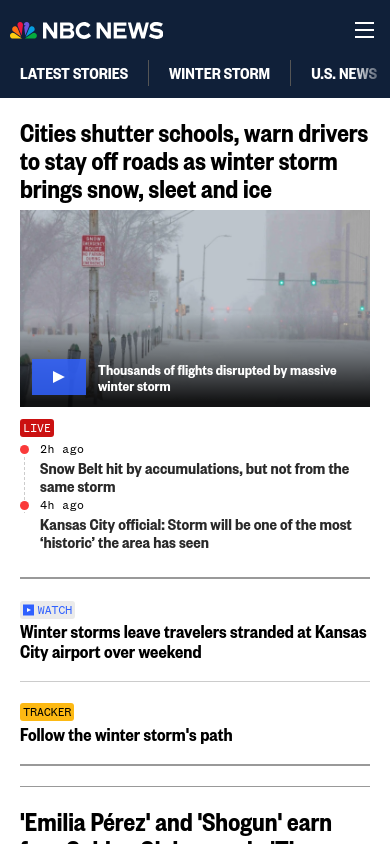 NBC NEWS
LATEST STORIES
WINTER STORM
U.S. NEWS
Cities shutter schools, warn drivers
to stay off roads as winter storm
brings snow, sleet and ice
SNOW
EMERGENCY
ROUTE
Thousands of flights disrupted by massive
winter storm
LIVE
2h ago
Snow Belt hit by accumulations, but not from the
same storm
4h ago
Kansas City official: Storm will be one of the most
‘historic’ the area has seen
WATCH
Winter storms leave travelers stranded at Kansas
City airport over weekend
TRACKER
Follow the winter storm's path
'Emilia Pérez' and 'Shogun' earn